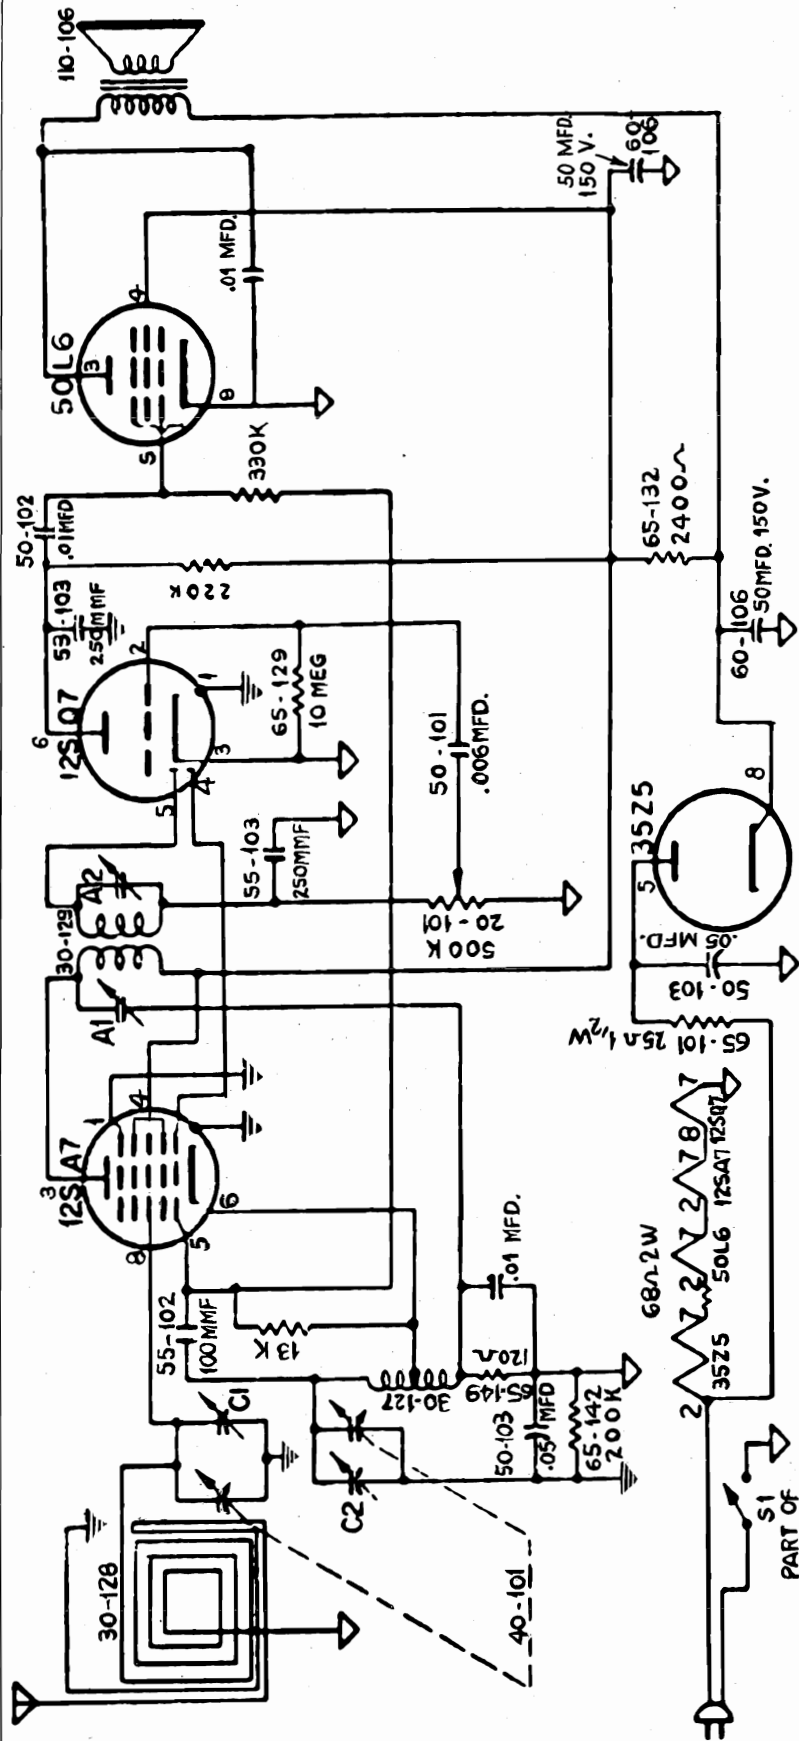 110-106
50L6
3
4
5
8
.01 MFD.
50 MFD.
150 V.
60-
106
330K
50-102
.01MFD
220K
53-103
250MMF
65-132
2400Ω
60-106
50MFD. 150V.
12SQ7
6
2
1
3
4
5
65-129
10 MEG
50-101
.006MFD.
55-103
250MMF
20-101
500K
30-129
A2
A1
35Z5
5
8
.05 MFD.
50-103
65-101
25Ω 1/2W
12SA7
3
1
4
8
5
6
55-102
100MMF
13K
30-127
.01 MFD.
120Ω
65-149
50-103
.05 MFD
65-142
200K
C1
C2
30-128
40-101
68Ω 2W
2
7
2
7
2
7
8
7
35Z5
50L6
12SA7
12SQ7
S1
PART OF